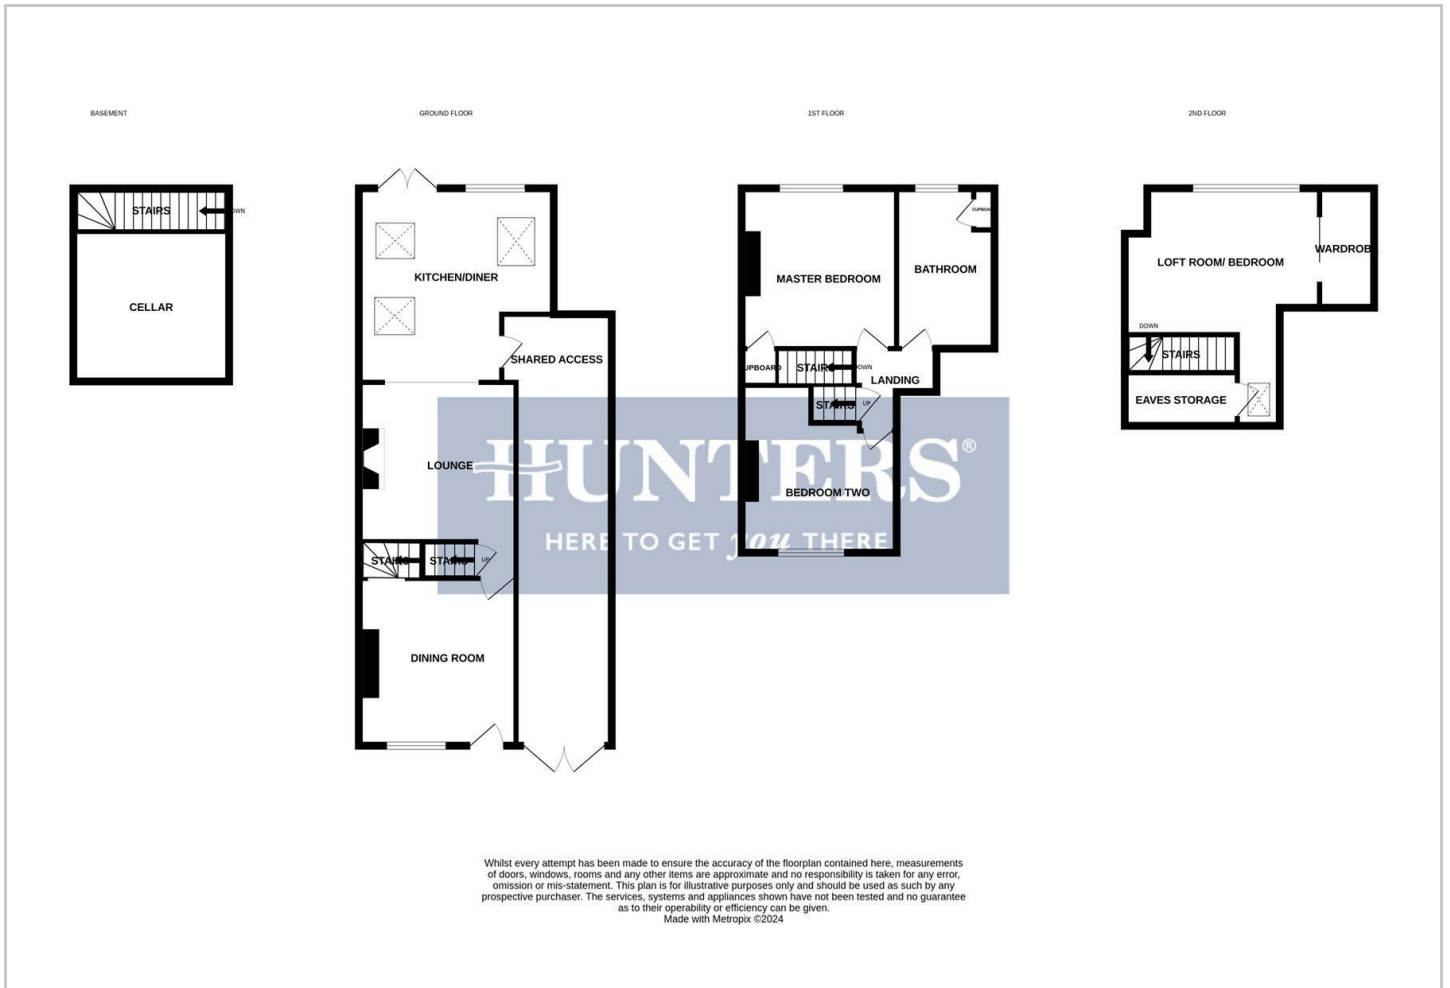 BASEMENT
STAIRS
DOWN
CELLAR
GROUND FLOOR
KITCHEN/DINER
SHARED ACCESS
LOUNGE
STAIRS
STAIRS
UP
DINING ROOM
1ST FLOOR
CUPBOARD
MASTER BEDROOM
BATHROOM
CUPBOARD
STAIRS
DOWN
LANDING
STAIRS
UP
BEDROOM TWO
2ND FLOOR
WARDROBE
LOFT ROOM/ BEDROOM
DOWN
STAIRS
EAVES STORAGE
HUNTERS®
HERE TO GET you THERE
Whilst every attempt has been made to ensure the accuracy of the floorplan contained here, measurements
of doors, windows, rooms and any other items are approximate and no responsibility is taken for any error,
omission or mis-statement. This plan is for illustrative purposes only and should be used as such by any
prospective purchaser. The services, systems and appliances shown have not been tested and no guarantee
as to their operability or efficiency can be given.
Made with Metropix ©2024